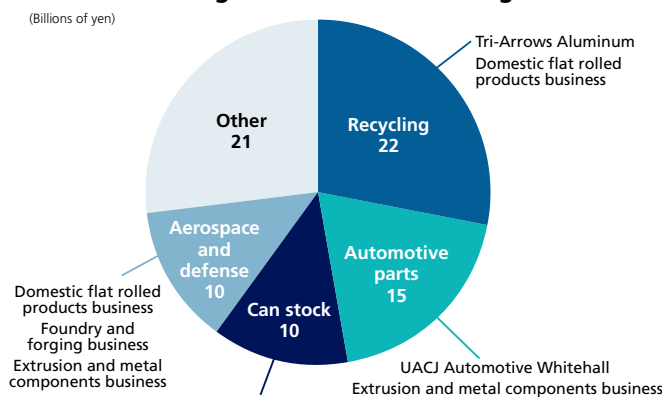 (Billions of yen)
Tri-Arrows Aluminum
Domestic flat rolled
products business
Recycling
22
Other
21
Aerospace
and
defense
10
Automotive
parts
15
Can stock
10
Domestic flat rolled
products business
Foundry and
forging business
Extrusion and metal
components business
UACJ Automotive Whitehall
Extrusion and metal components business